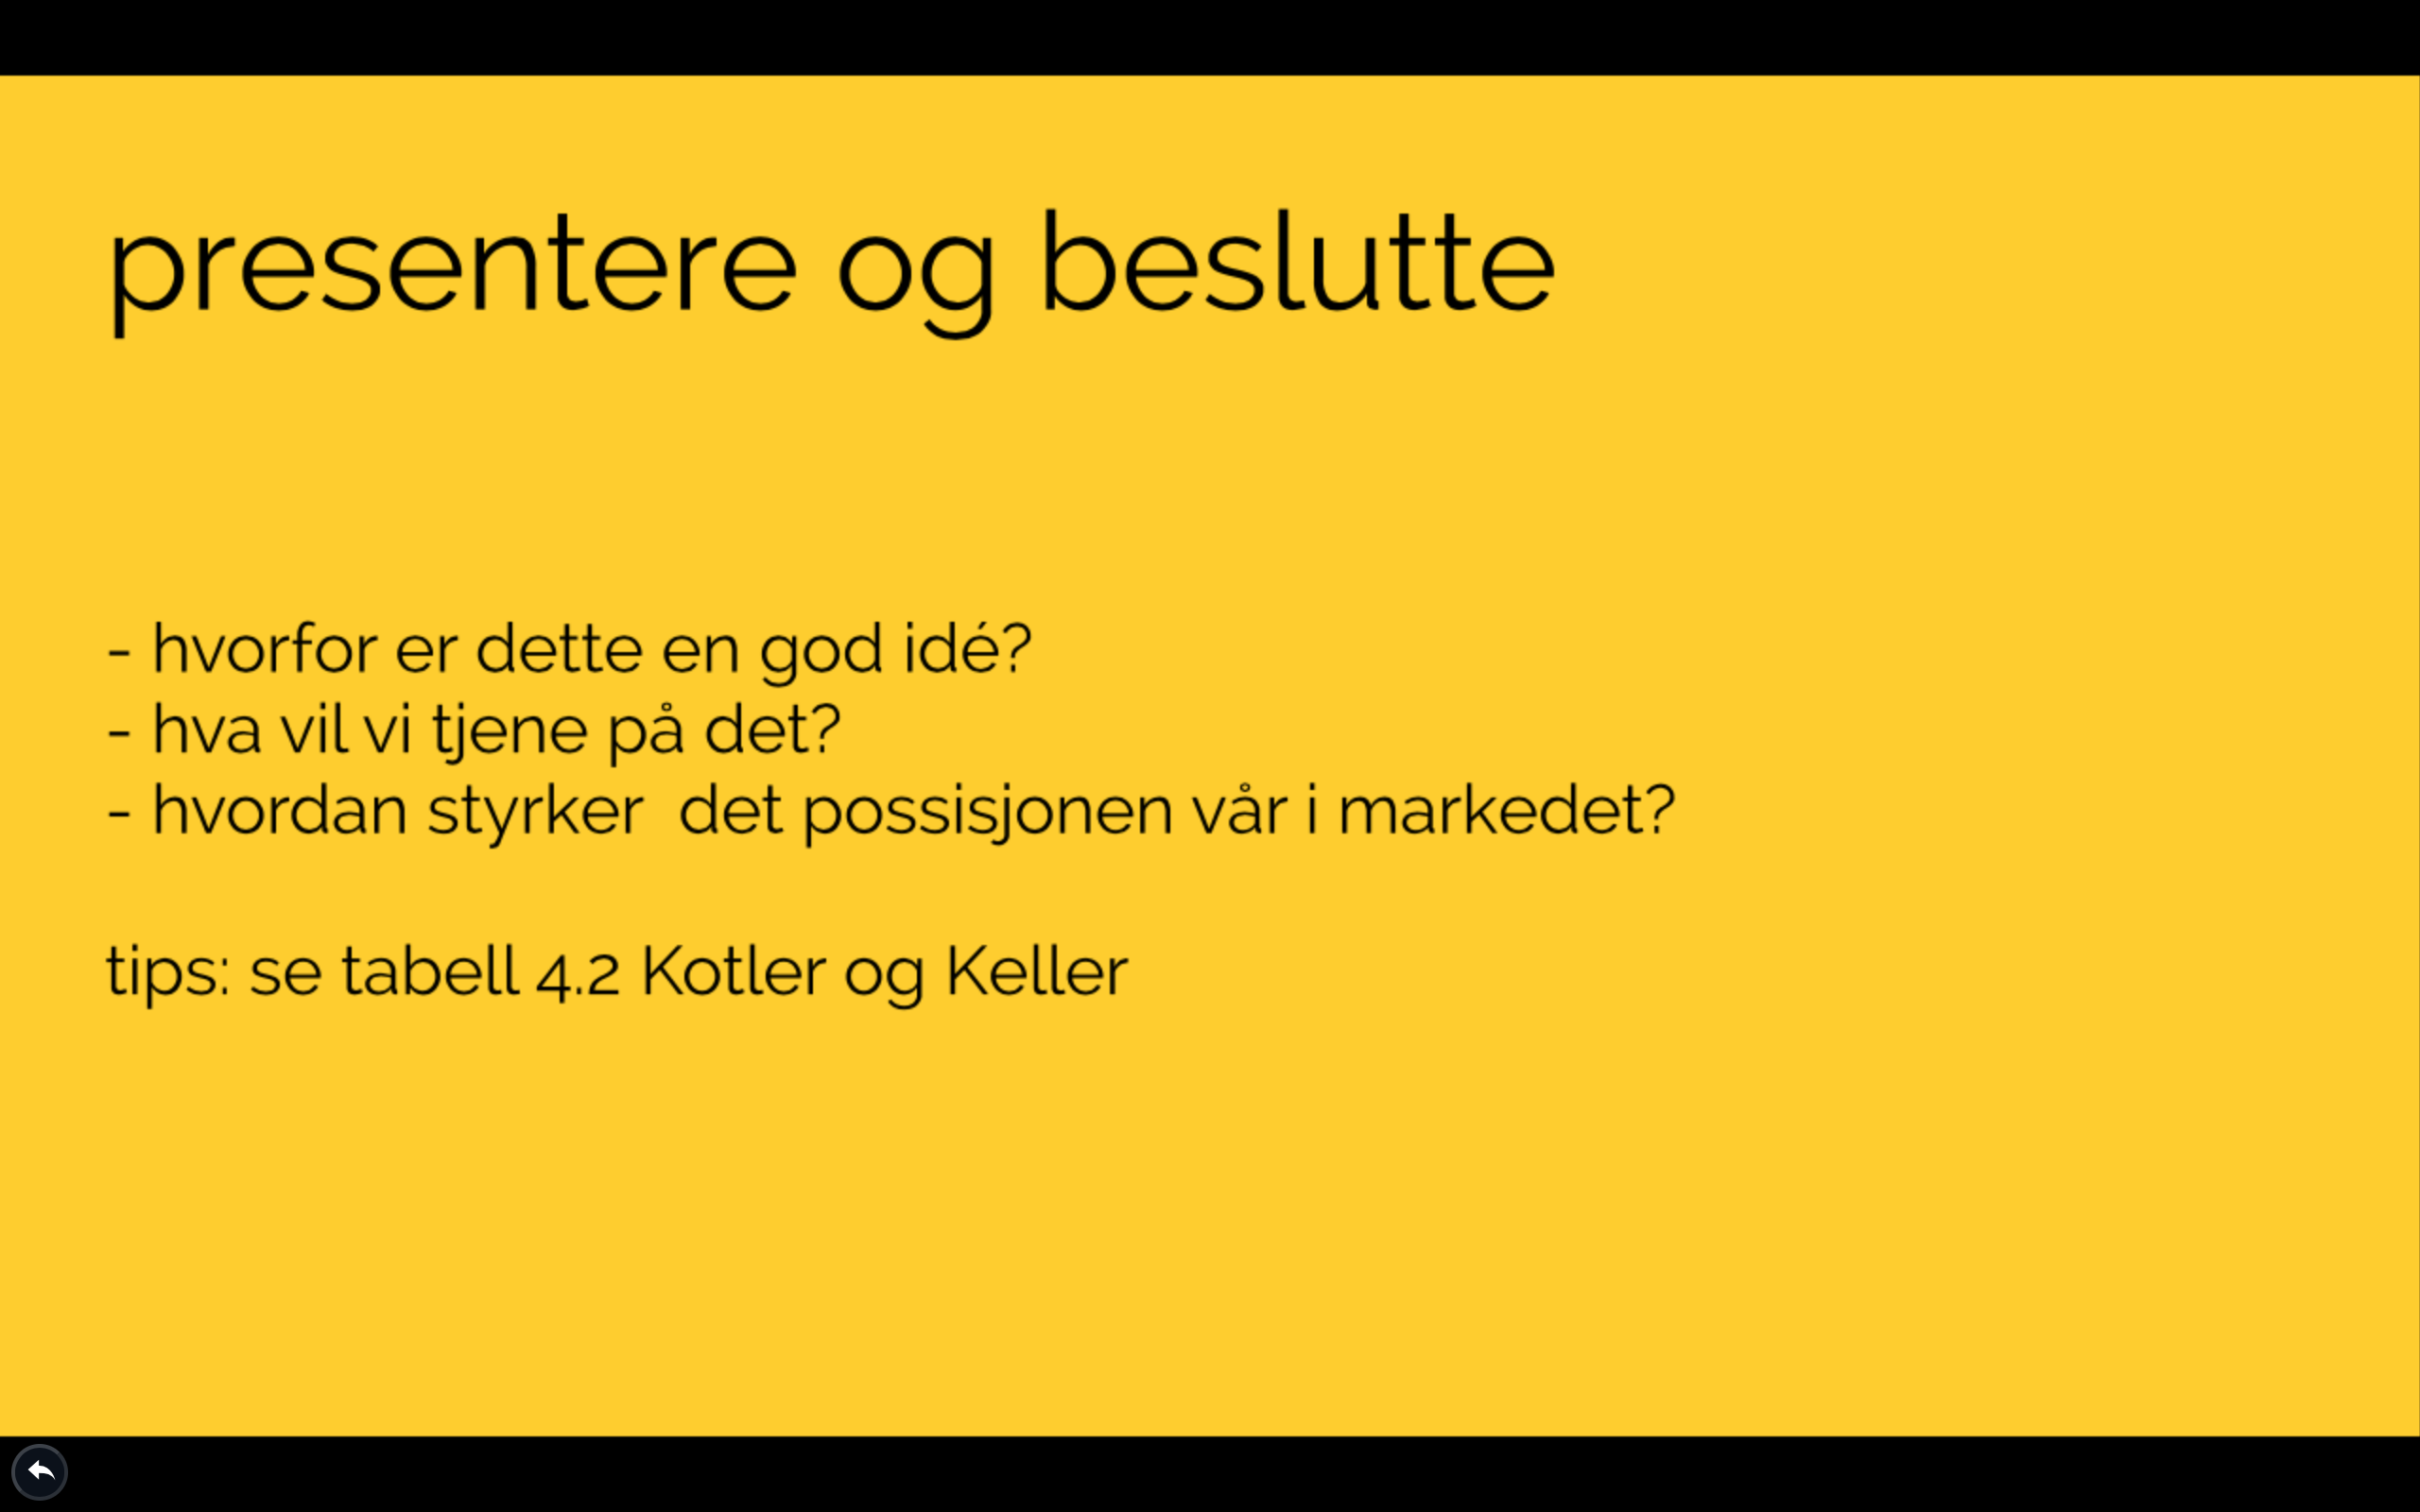 presentere og beslutte
- hvorfor er dette en god idé?
- hva vil vi tjene på det?
- hvordan styrker  det possisjonen vår i markedet?
tips: se tabell 4.2 Kotler og Keller